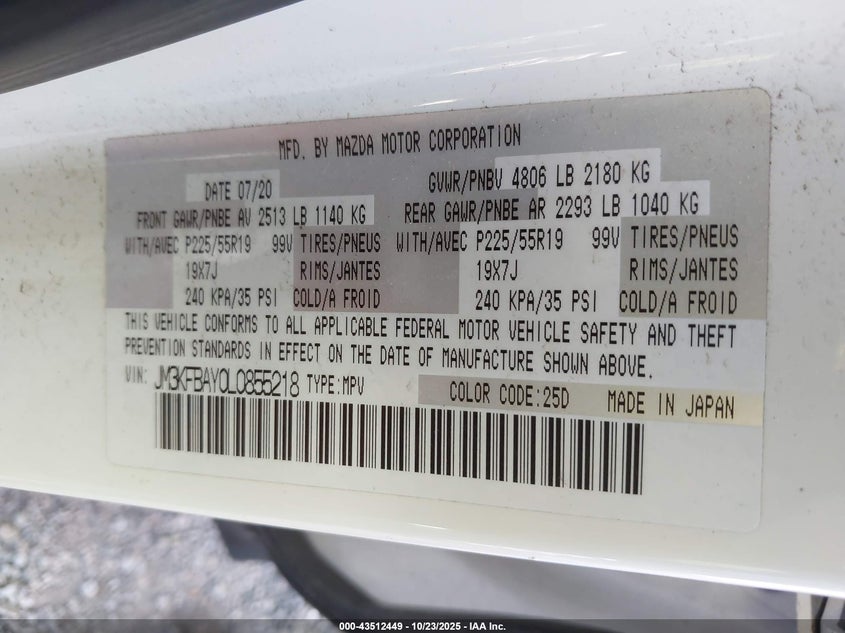 MFD. BY MAZDA MOTOR CORPORATION
DATE 07/20 GVWR/PNBV 4806 LB 2180 KG
FRONT GAWR/PNBE AV 2513 LB 1140 KG REAR GAWR/PNBE AR 2293 LB 1040 KG
WITH/AVEC P225/55R19 99V TIRES/PNEUS WITH/AVEC P225/55R19 99V TIRES/PNEUS
19X7J RIMS/JANTES 19X7J RIMS/JANTES
240 KPA/35 PSI COLD/A FROID 240 KPA/35 PSI COLD/A FROID
THIS VEHICLE CONFORMS TO ALL APPLICABLE FEDERAL MOTOR VEHICLE SAFETY AND THEFT
PREVENTION STANDARDS IN EFFECT ON THE DATE OF MANUFACTURE SHOWN ABOVE.
VIN: JM3KFBAY0L0855218 TYPE:MPV COLOR CODE:25D MADE IN JAPAN
000-43512449 - 10/23/2025 - IAA Inc.